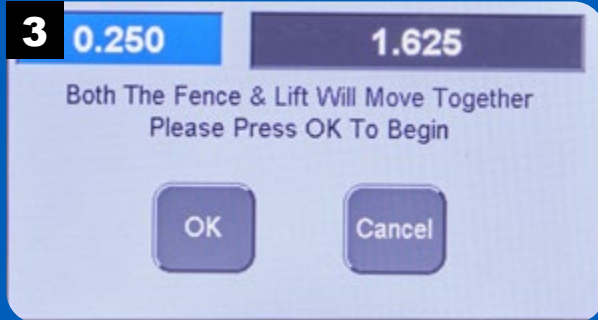 3
0.250 1.625
Both The Fence & Lift Will Move Together
Please Press OK To Begin
OK Cancel